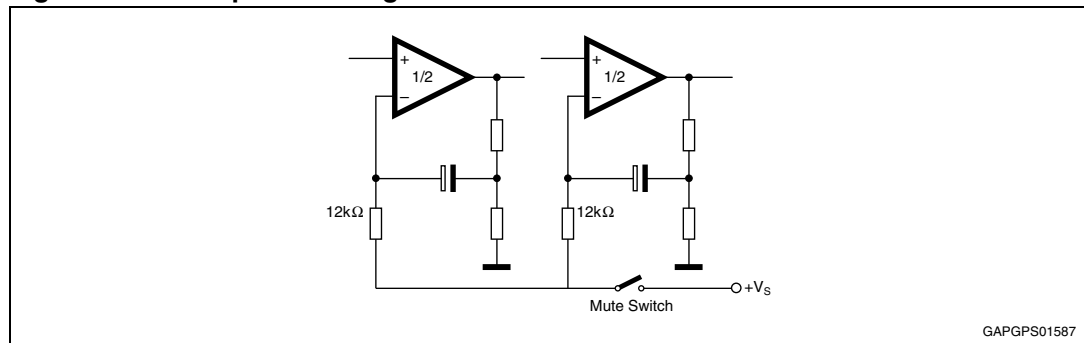 +
1/2
–
+
1/2
–
12kΩ
12kΩ
Mute Switch
+VS
GAPGPS01587